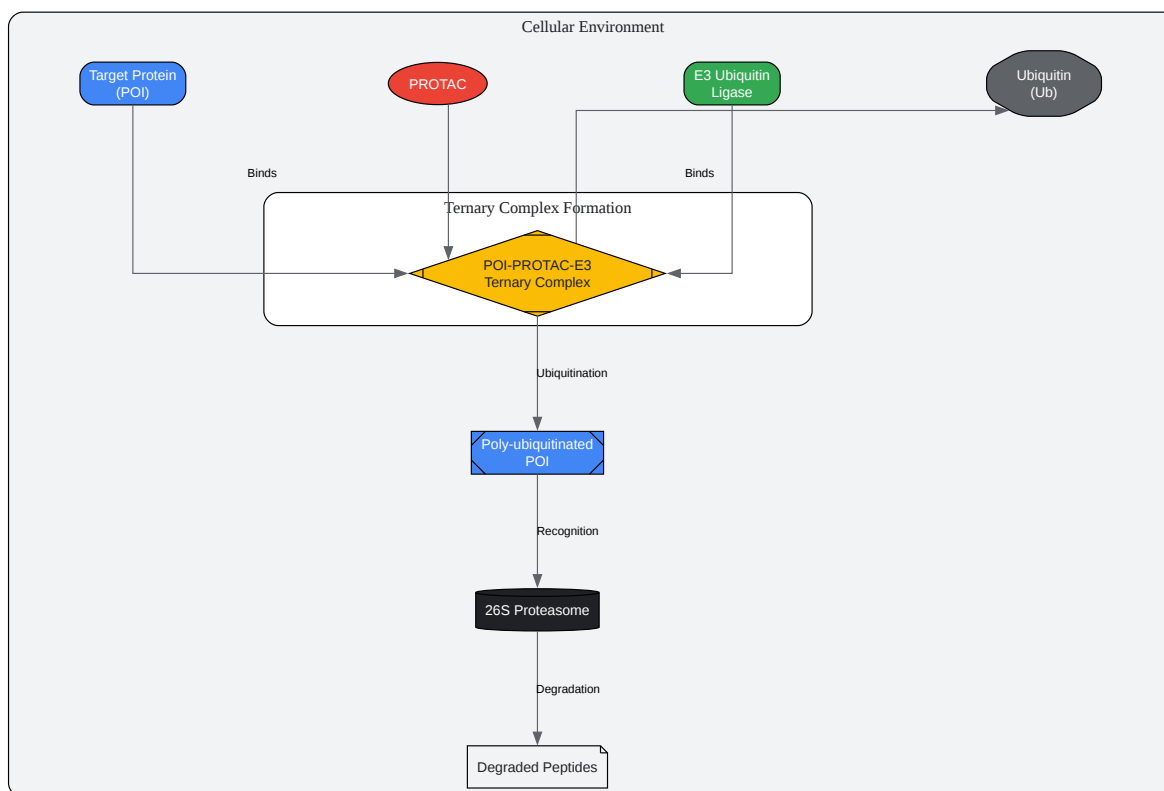 Cellular Environment
Target Protein
(POI)
PROTAC
E3 Ubiquitin
Ligase
Ubiquitin
(Ub)
Binds
Binds
Ternary Complex Formation
POI-PROTAC-E3
Ternary Complex
Ubiquitination
Poly-ubiquitinated
POI
Recognition
26S Proteasome
Degradation
Degraded Peptides